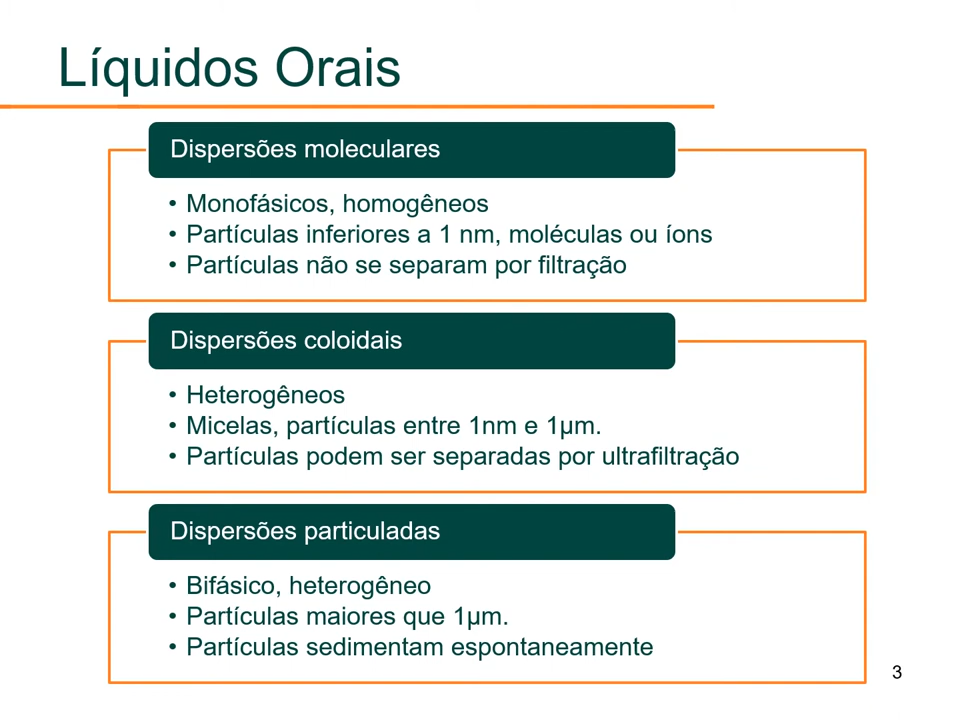 Líquidos Orais
Dispersões moleculares
• Monofásicos, homogêneos
• Partículas inferiores a 1 nm, moléculas ou íons
• Partículas não se separam por filtração
Dispersões coloidais
• Heterogêneos
• Micelas, partículas entre 1nm e 1µm.
• Partículas podem ser separadas por ultrafiltração
Dispersões particuladas
• Bifásico, heterogêneo
• Partículas maiores que 1µm.
• Partículas sedimentam espontaneamente
3